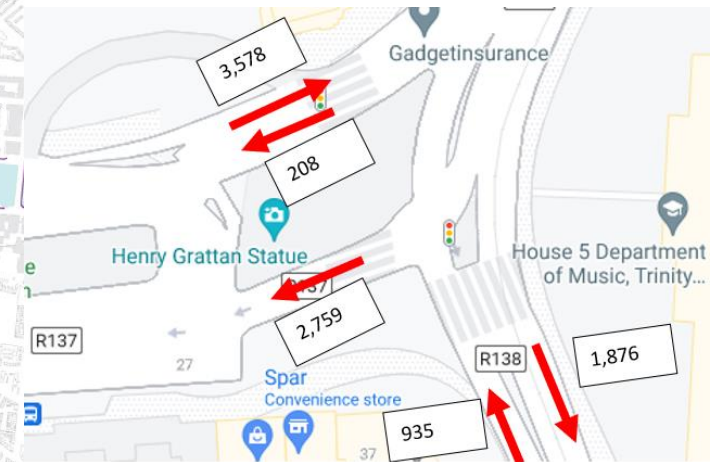 Gadgetinsurance
3,578
208
Henry Grattan Statue
House 5 Department
of Music, Trinity...
R137
2,759
R137
27
R138
1,876
Spar
Convenience store
935
37